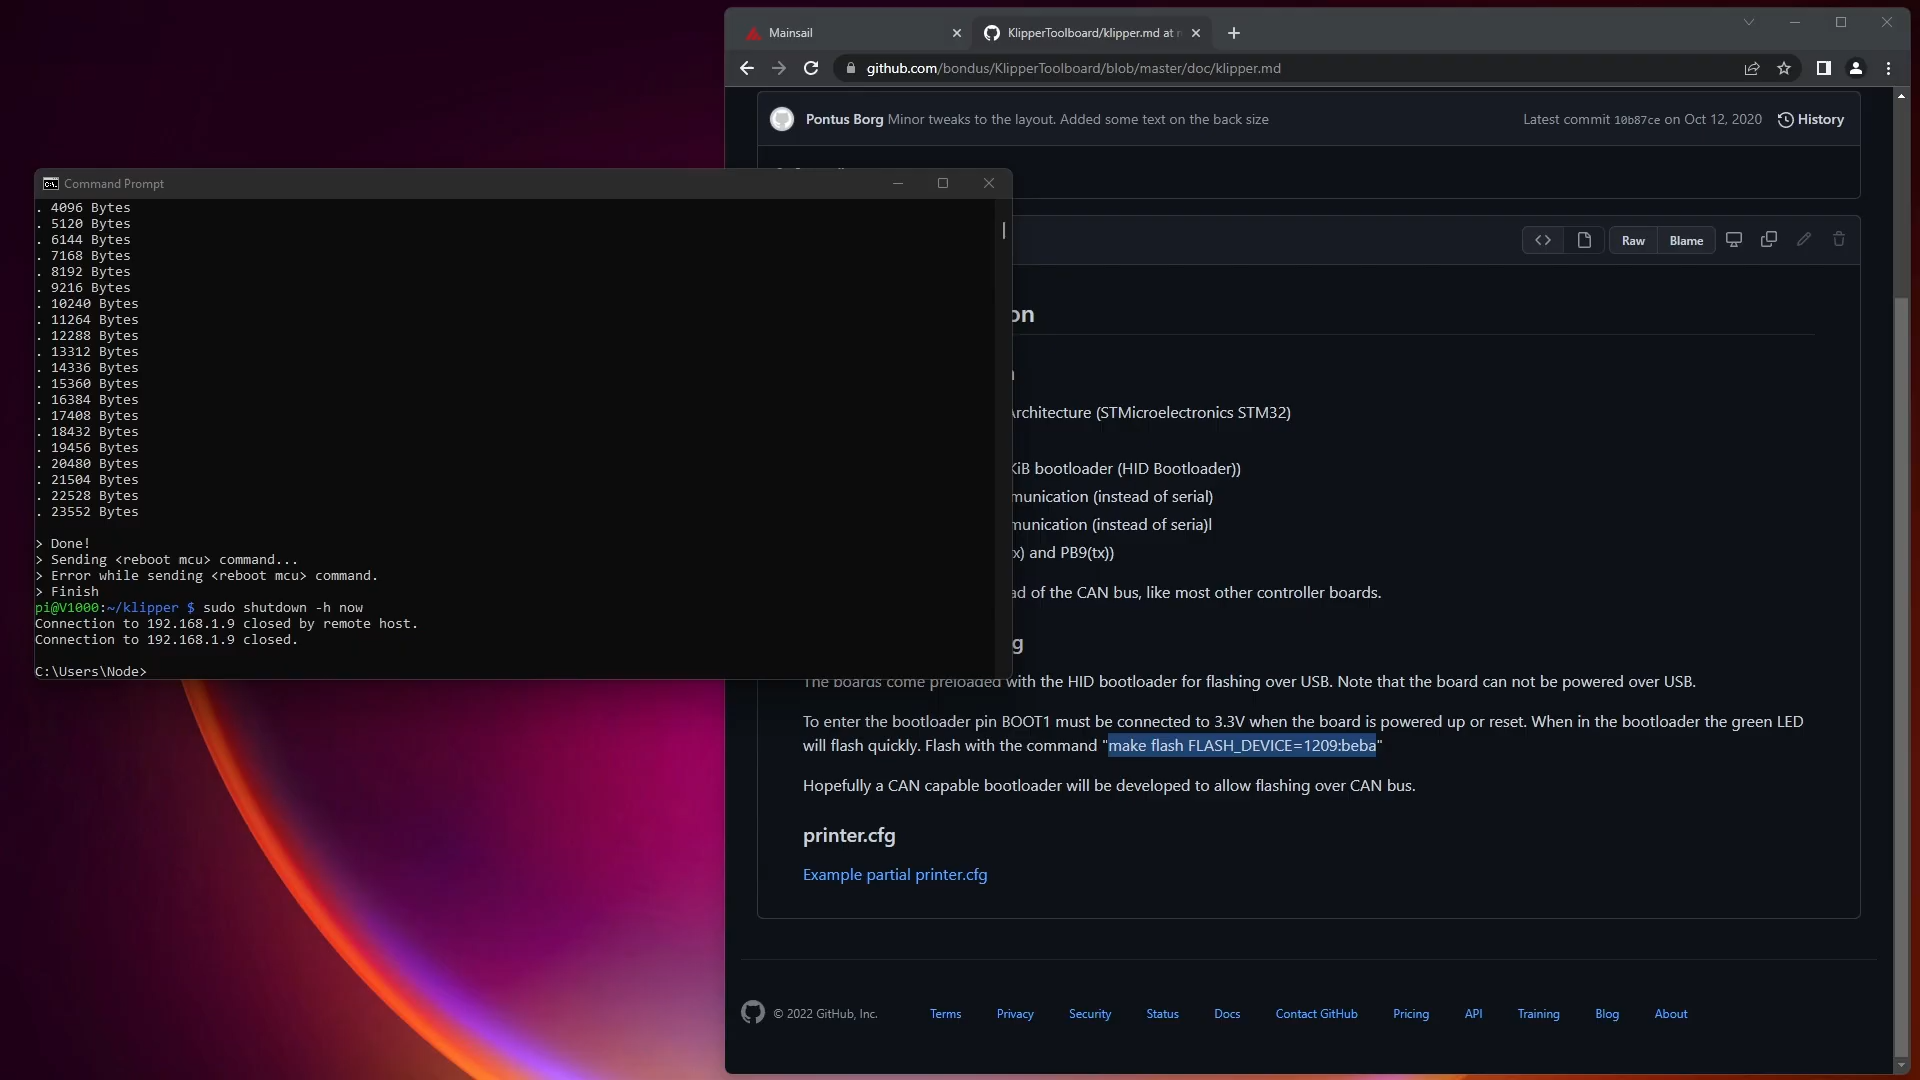 Mainsail
KlipperToolboard/klipper.md at
github.com/bondus/KlipperToolboard/blob/master/doc/klipper.md
Pontus Borg Minor tweaks to the layout. Added some text on the back size
Latest commit 10b87ce on Oct 12, 2020 History
Command Prompt
. 4096 Bytes
. 5120 Bytes
. 6144 Bytes
. 7168 Bytes
. 8192 Bytes
. 9216 Bytes
. 10240 Bytes
. 11264 Bytes
. 12288 Bytes
. 13312 Bytes
. 14336 Bytes
. 15360 Bytes
. 16384 Bytes
. 17408 Bytes
. 18432 Bytes
. 19456 Bytes
. 20480 Bytes
. 21504 Bytes
. 22528 Bytes
. 23552 Bytes
> Done!
> Sending <reboot mcu> command...
> Error while sending <reboot mcu> command.
> Finish
pi@V1000:~/klipper $ sudo shutdown -h now
Connection to 192.168.1.9 closed by remote host.
Connection to 192.168.1.9 closed.
C:\Users\Node>
Raw Blame
on
Architecture (STMicroelectronics STM32)
KiB bootloader (HID Bootloader))
munication (instead of serial)
munication (instead of seria)l
x) and PB9(tx))
ad of the CAN bus, like most other controller boards.
g
The boards come preloaded with the HID bootloader for flashing over USB. Note that the board can not be powered over USB.
To enter the bootloader pin BOOT1 must be connected to 3.3V when the board is powered up or reset. When in the bootloader the green LED
will flash quickly. Flash with the command "make flash FLASH_DEVICE=1209:beba"
Hopefully a CAN capable bootloader will be developed to allow flashing over CAN bus.
printer.cfg
Example partial printer.cfg
© 2022 GitHub, Inc. Terms Privacy Security Status Docs Contact GitHub Pricing API Training Blog About